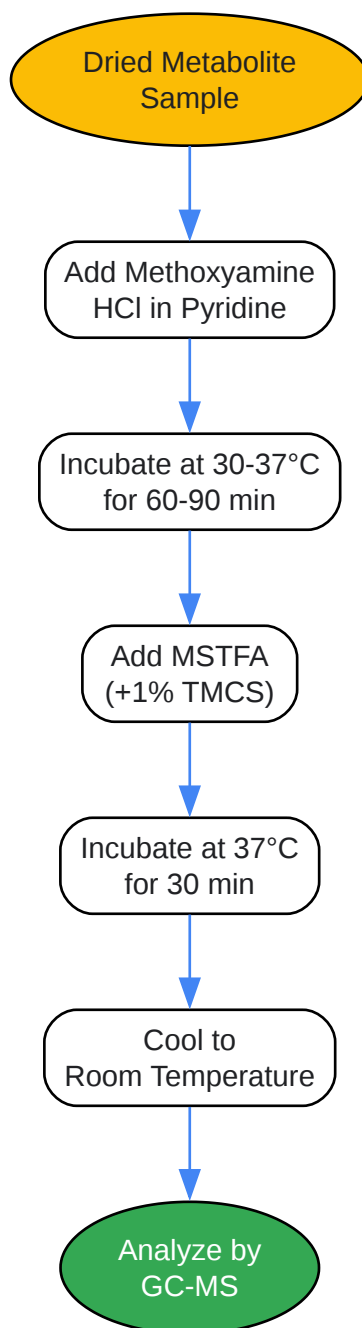 Dried Metabolite
Sample
Add Methoxyamine
HCl in Pyridine
Incubate at 30-37°C
for 60-90 min
Add MSTFA
(+1% TMCS)
Incubate at 37°C
for 30 min
Cool to
Room Temperature
Analyze by
GC-MS